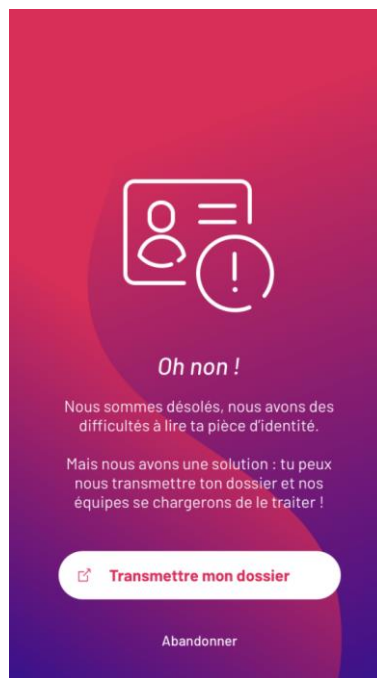 Oh non !
Nous sommes désolés, nous avons des
difficultés à lire ta pièce d'identité.
Mais nous avons une solution : tu peux
nous transmettre ton dossier et nos
équipes se chargerons de le traiter !
Transmettre mon dossier
Abandonner